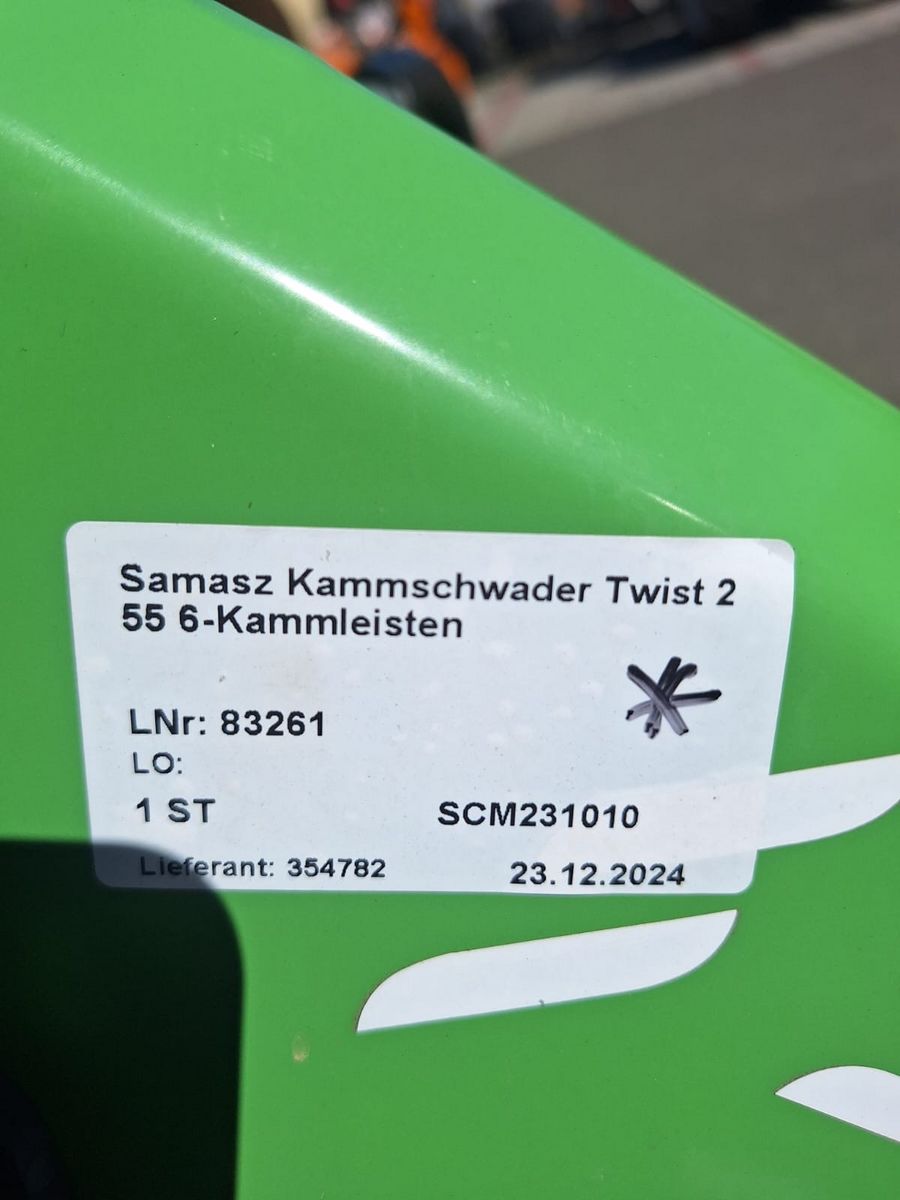 Samasz Kammschwader Twist 2
55 6-Kammleisten
LNr: 83261
LO:
1 ST SCM231010
Lieferant: 354782 23.12.2024